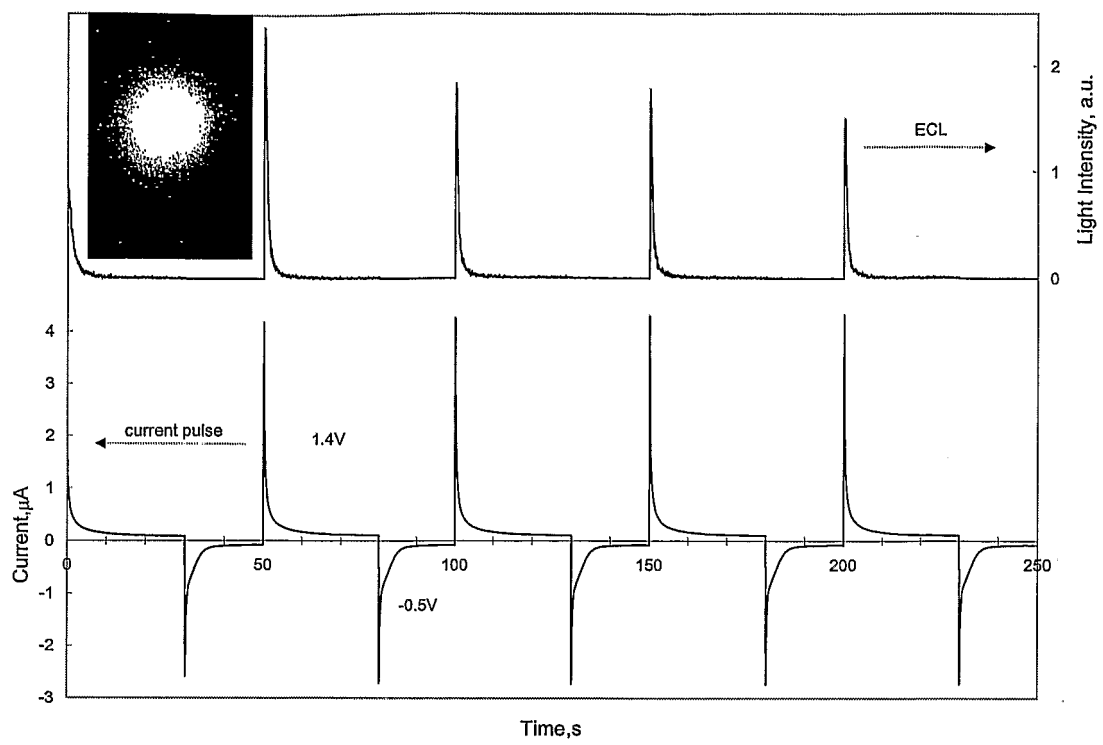 2
ECL
1
Light Intensity, a.u.
0
4
3
current pulse
2
1.4V
1
Current,μA
0
0 50 100 150 200 250
-1
-0.5V
-2
-3
Time,s